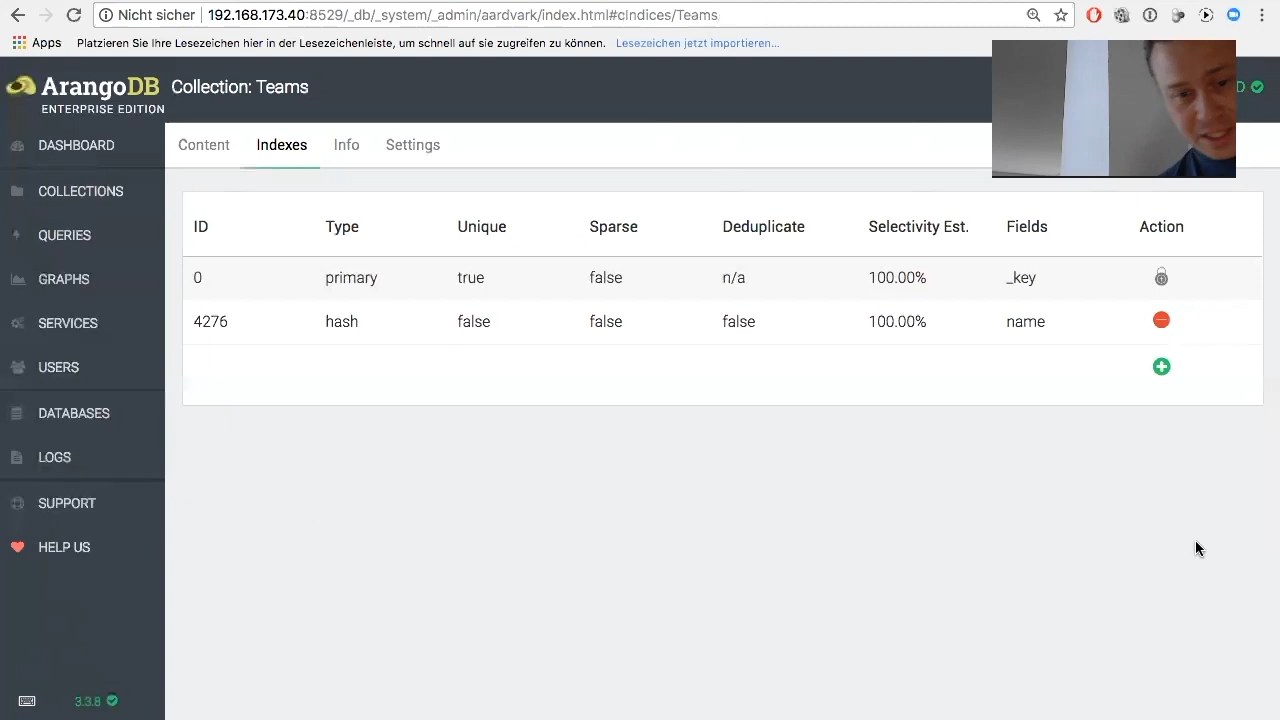 Nicht sicher 192.168.173.40:8529/_db/_system/_admin/aardvark/index.html#cIndices/Teams
Apps Platzieren Sie Ihre Lesezeichen hier in der Lesezeichenleiste, um schnell auf sie zugreifen zu können. Lesezeichen jetzt importieren...
ArangoDB Collection: Teams D
ENTERPRISE EDITION
DASHBOARD
COLLECTIONS
QUERIES
GRAPHS
SERVICES
USERS
DATABASES
LOGS
SUPPORT
HELP US
3.3.8
Content Indexes Info Settings
ID Type Unique Sparse Deduplicate Selectivity Est. Fields Action
0 primary true false n/a 100.00% _key
4276 hash false false false 100.00% name